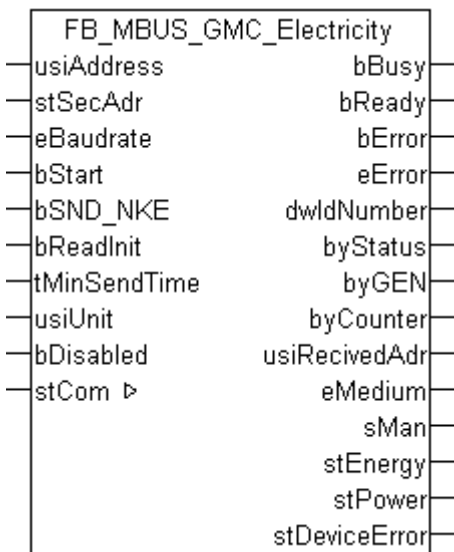 FB_MBUS_GMC_Electricity
usiAddress bBusy
stSecAdr bReady
eBaudrate bError
bStart eError
bSND_NKE dwIdNumber
bReadInit byStatus
tMinSendTime byGEN
usiUnit byCounter
bDisabled usiRecivedAdr
stCom ▷ eMedium
sMan
stEnergy
stPower
stDeviceError